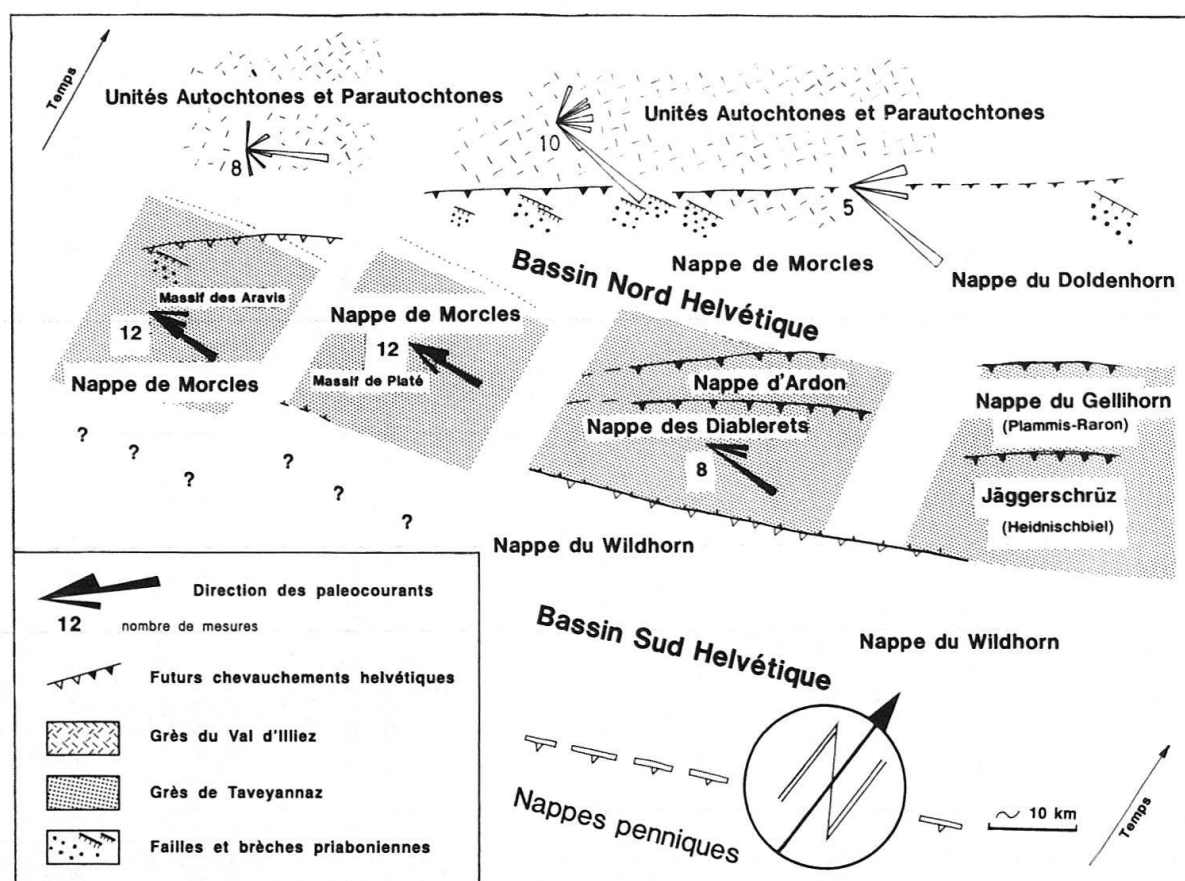 Temps
Unités Autochtones et Parautochtones
8
10
Unités Autochtones et Parautochtones
5
Bassin Nord Helvétique
Nappe de Morcles
Nappe du Doldenhorn
Massif des Aravis
12
Nappe de Morcles
Nappe de Morcles
12
Massif de Platé
Nappe d'Ardon
Nappe des Diablerets
8
Nappe du Gellihorn
(Plammis-Raron)
Jäggerschrüz
(Heidnischbiel)
? ? ? ? ? ?
Nappe du Wildhorn
Bassin Sud Helvétique
Nappe du Wildhorn
N
Nappes penniques
~ 10 km
Temps
Direction des paleocourants
12 nombre de mesures
Futurs chevauchements helvétiques
Grès du Val d'Illiez
Grès de Taveyannaz
Failles et brèches priaboniennes